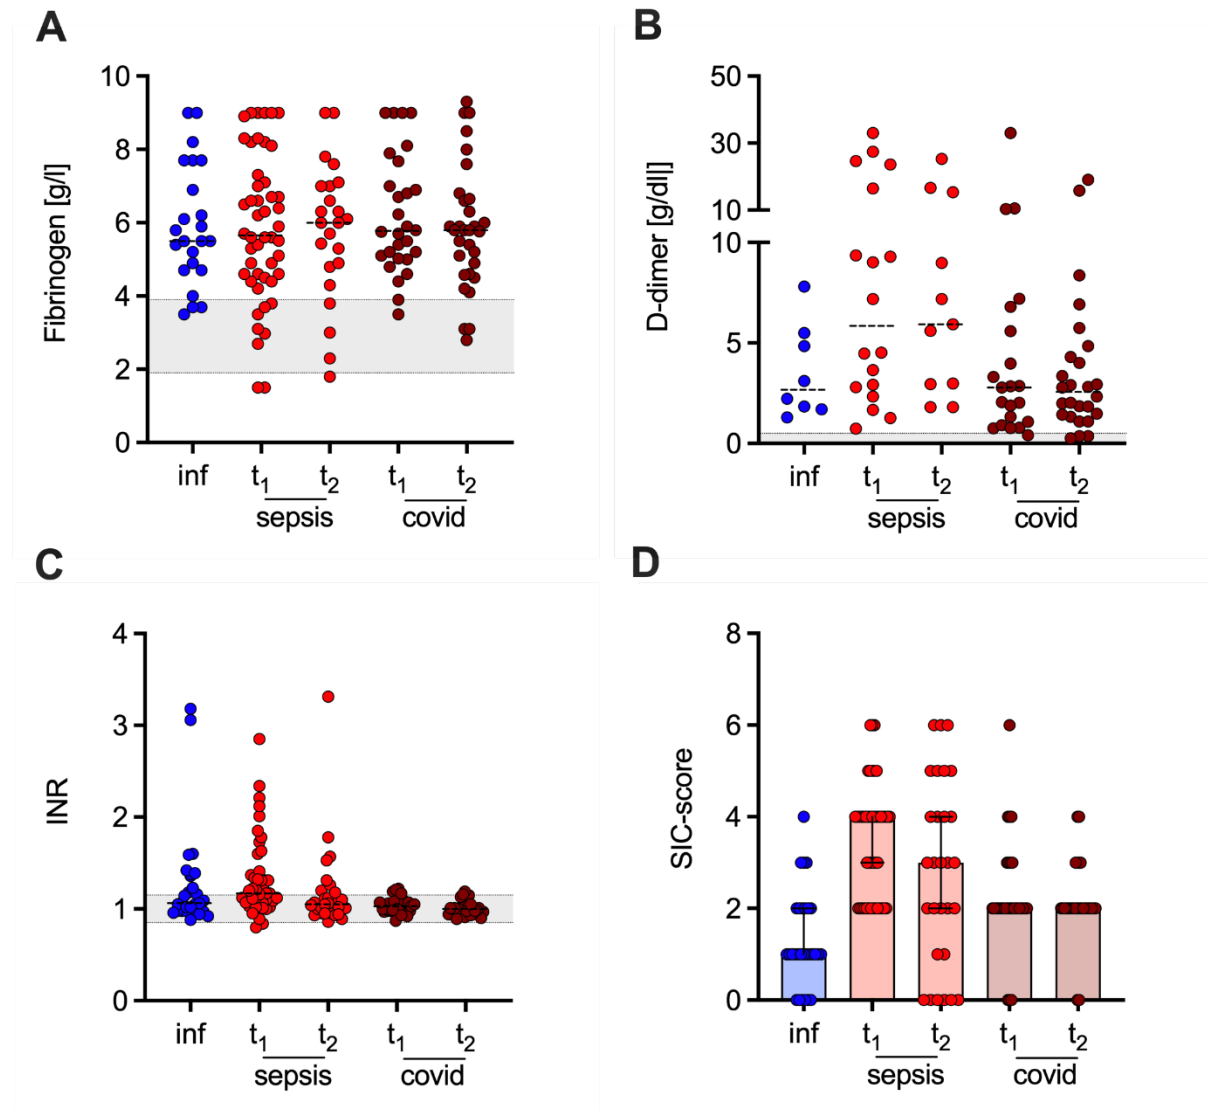 A
Fibrinogen [g/l]
10
8
6
4
2
0
inf t1 t2 t1 t2
sepsis covid
B
D-dimer [g/dl]]
50
30
10
10
5
0
inf t1 t2 t1 t2
sepsis covid
C
INR
4
3
2
1
0
inf t1 t2 t1 t2
sepsis covid
D
SIC-score
8
6
4
2
0
inf t1 t2 t1 t2
sepsis covid